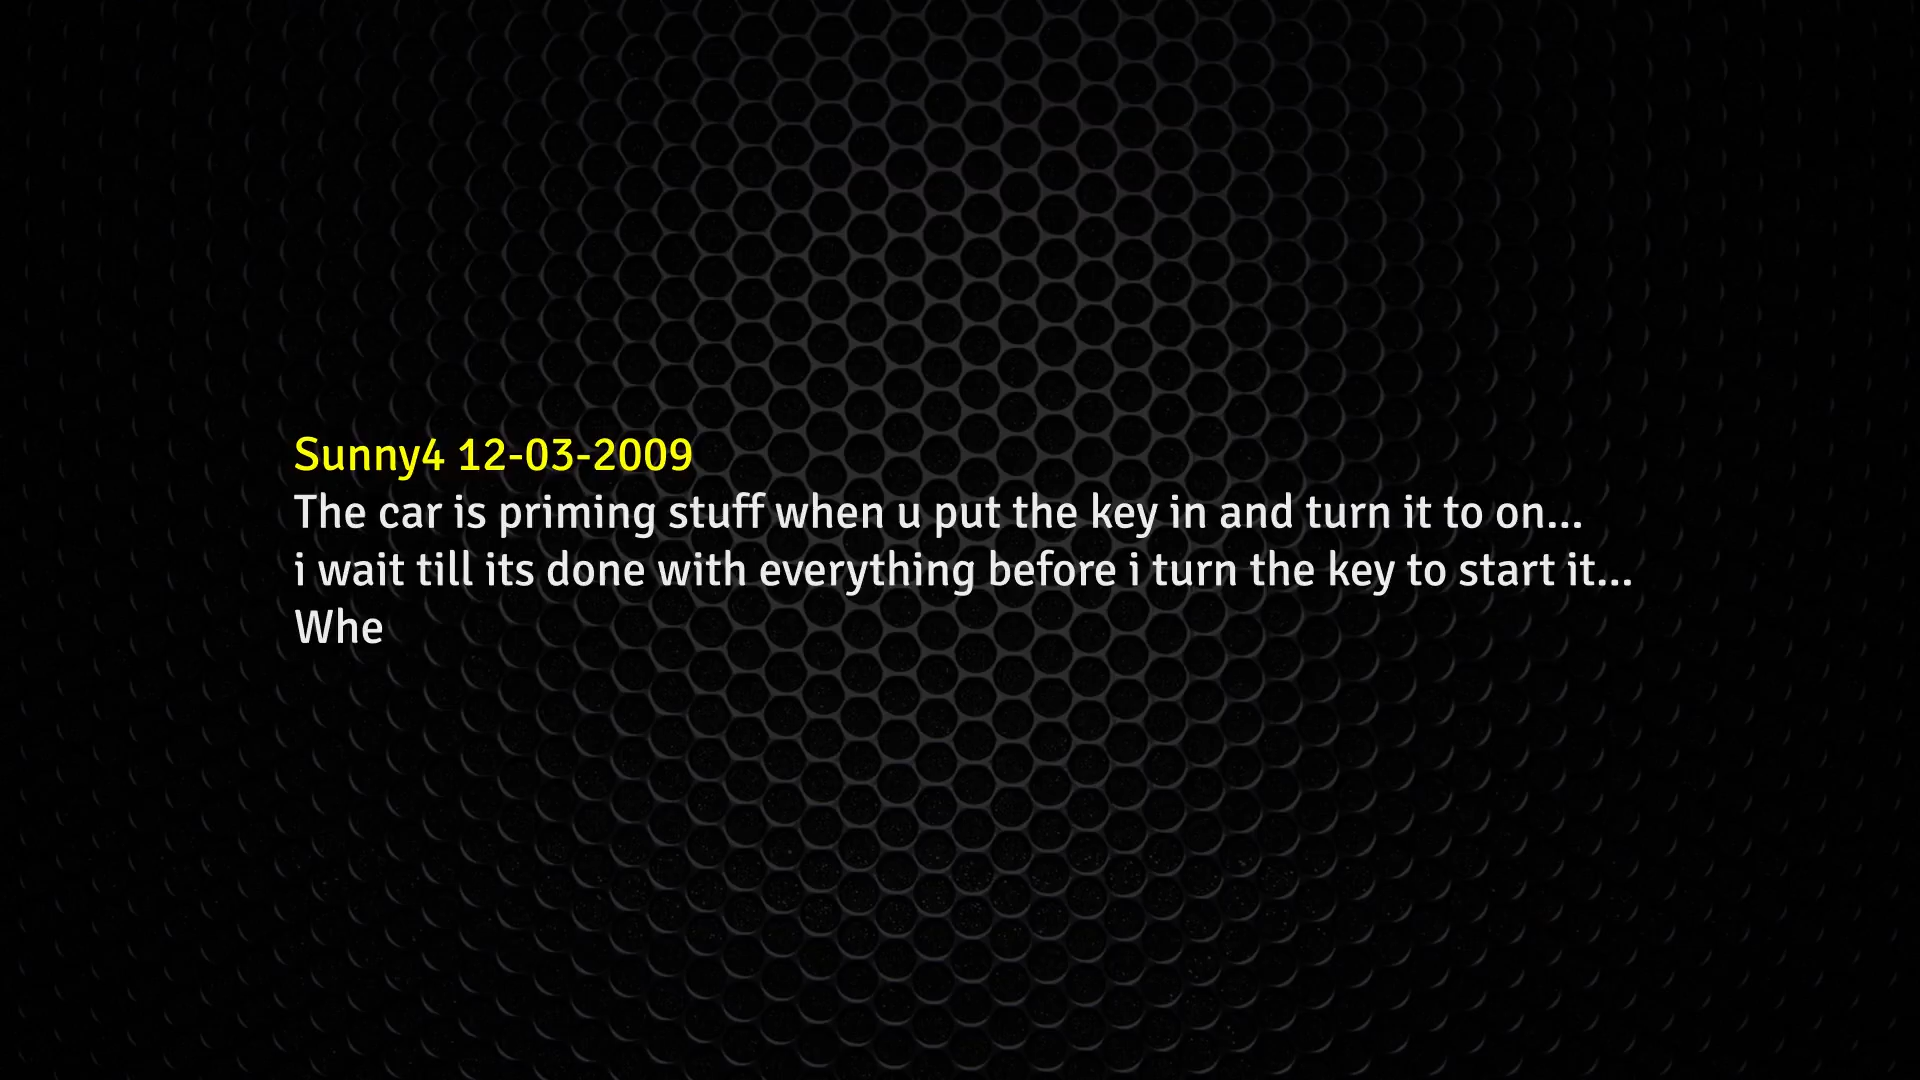 Sunny4 12-03-2009
The car is priming stuff when u put the key in and turn it to on...
i wait till its done with everything before i turn the key to start it...
Whe